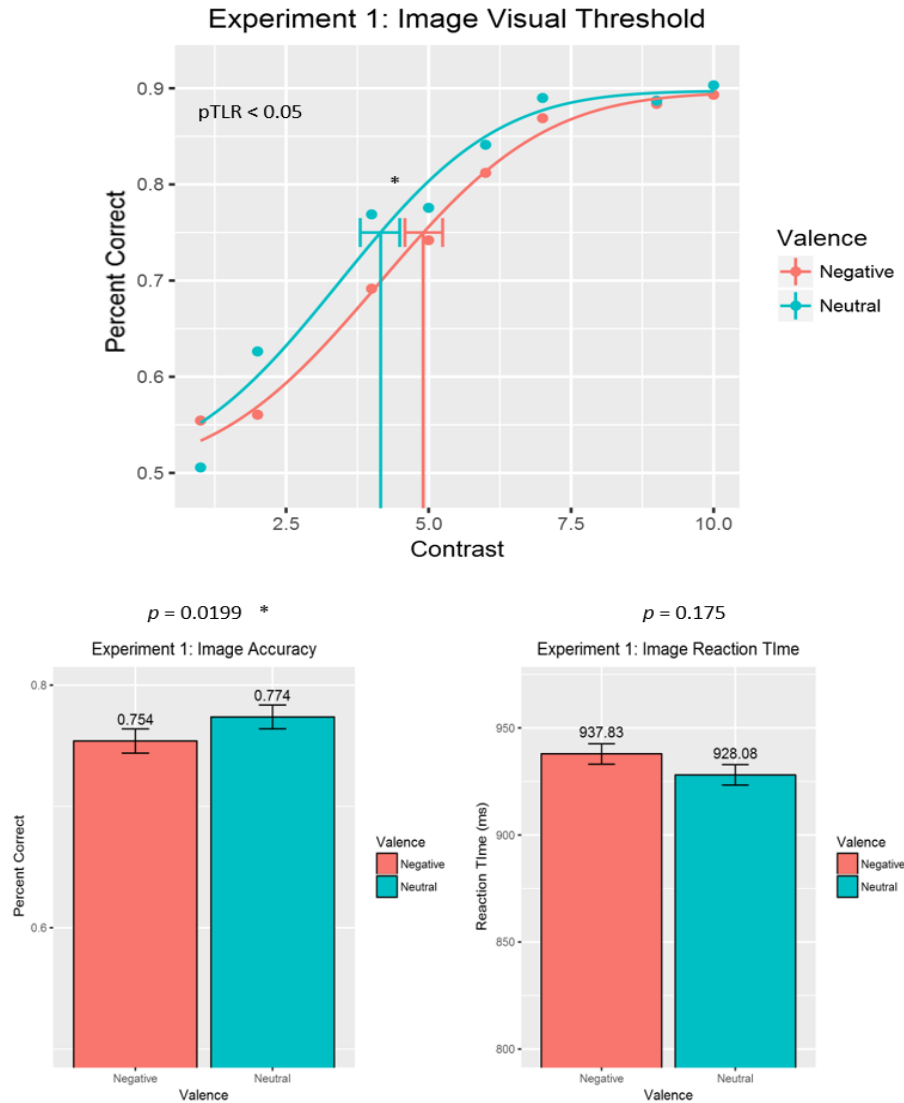 Experiment 1: Image Visual Threshold
pTLR < 0.05
*
Percent Correct
0.9
0.8
0.7
0.6
0.5
2.5 5.0 7.5 10.0
Contrast
Valence
Negative
Neutral
p = 0.0199 *
Experiment 1: Image Accuracy
Percent Correct
0.8
0.6
0.754
0.774
Negative Neutral
Valence
Valence
Negative
Neutral
p = 0.175
Experiment 1: Image Reaction TIme
Reaction TIme (ms)
950
900
850
800
937.83
928.08
Negative Neutral
Valence
Valence
Negative
Neutral